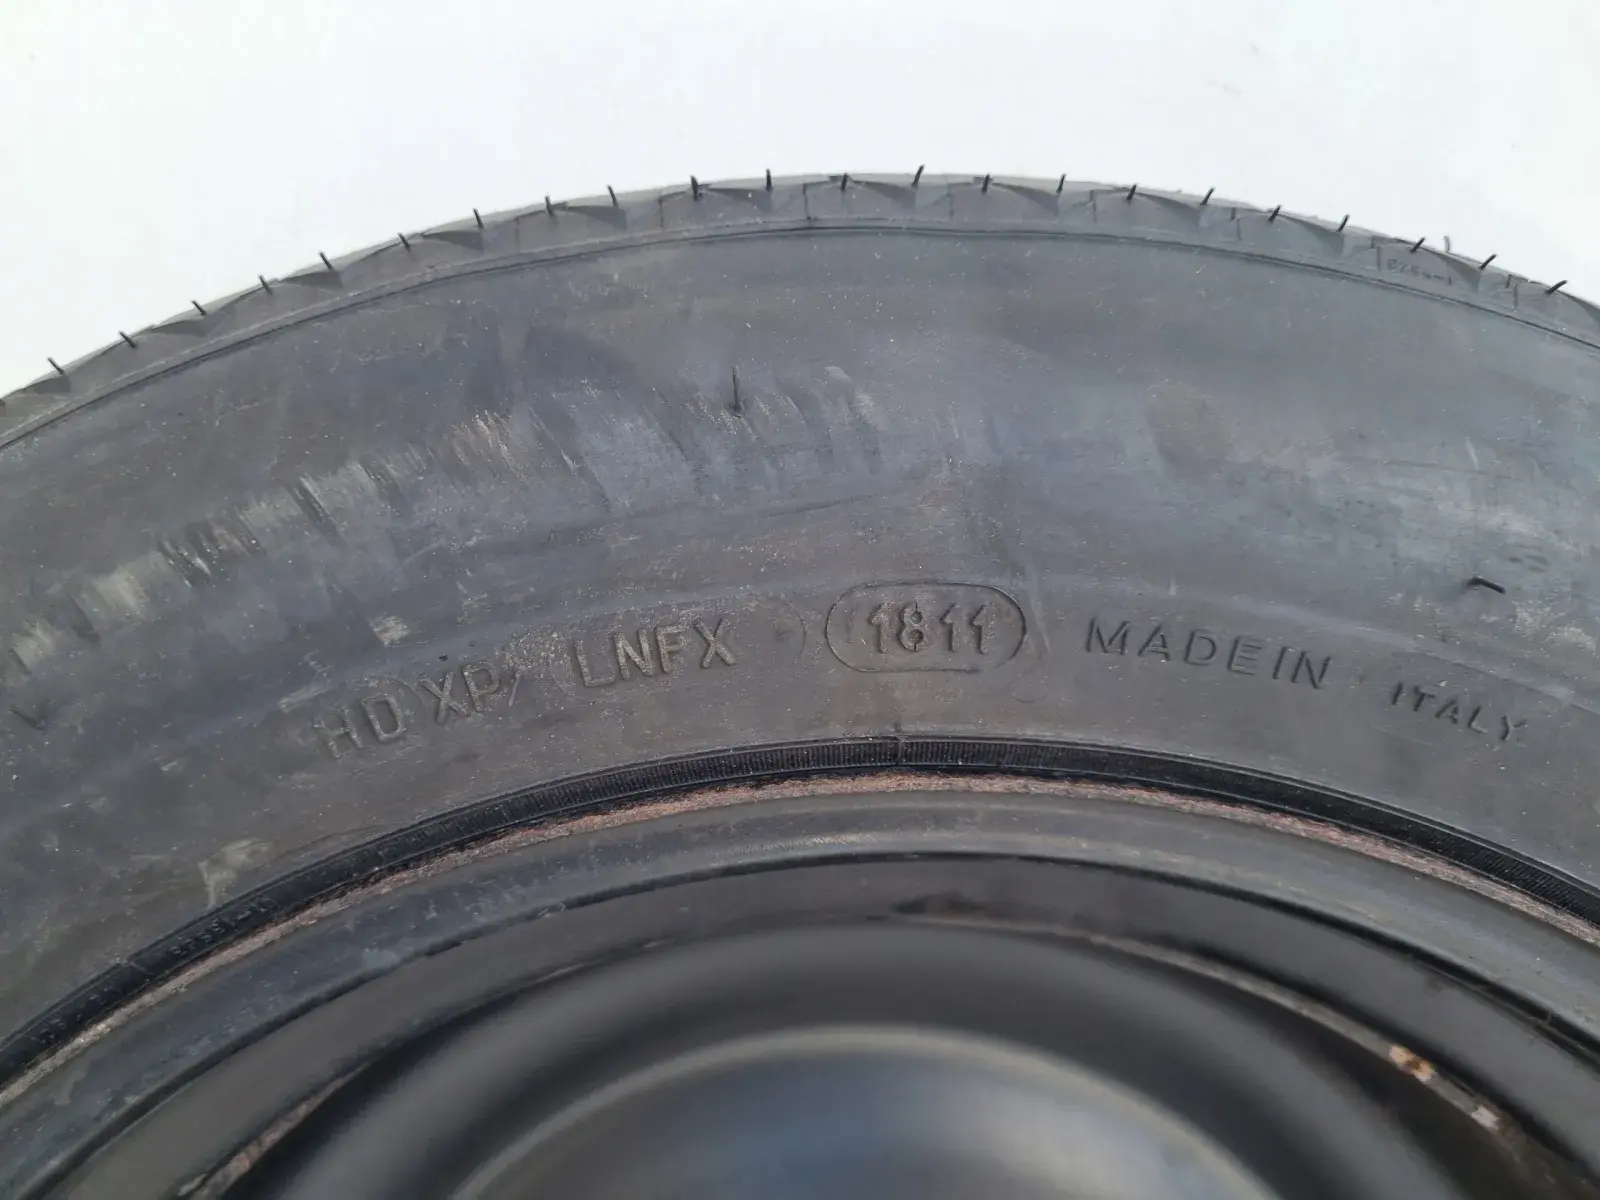 HD XP LNFX 1811 MADE IN ITALY